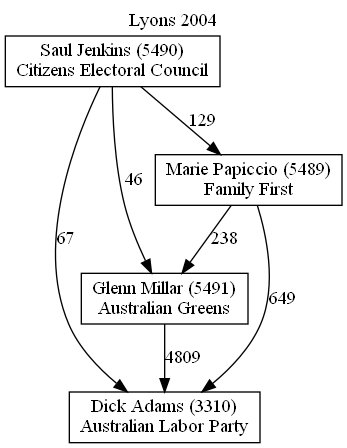 Lyons 2004
Saul Jenkins (5490)
Citizens Electoral Council
129
Marie Papiccio (5489)
Family First
46
67
238
649
Glenn Millar (5491)
Australian Greens
4809
Dick Adams (3310)
Australian Labor Party